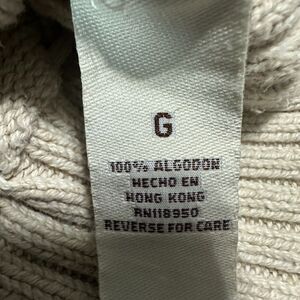 G
100% ALGODON
HECHO EN
HONG KONG
RN118950
REVERSE FOR CARE